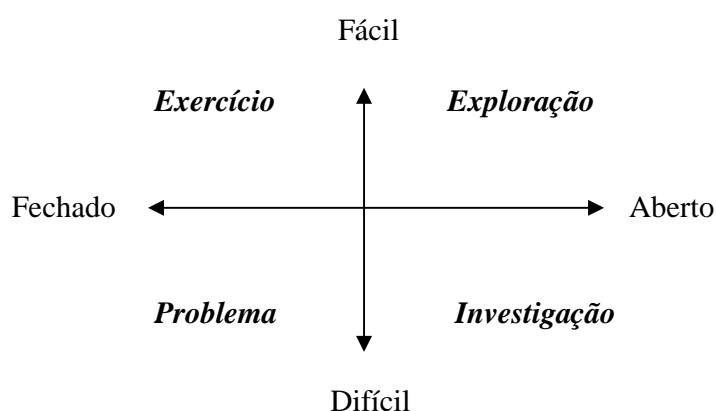 Fácil
Exercício Exploração
Fechado Aberto
Problema Investigação
Difícil